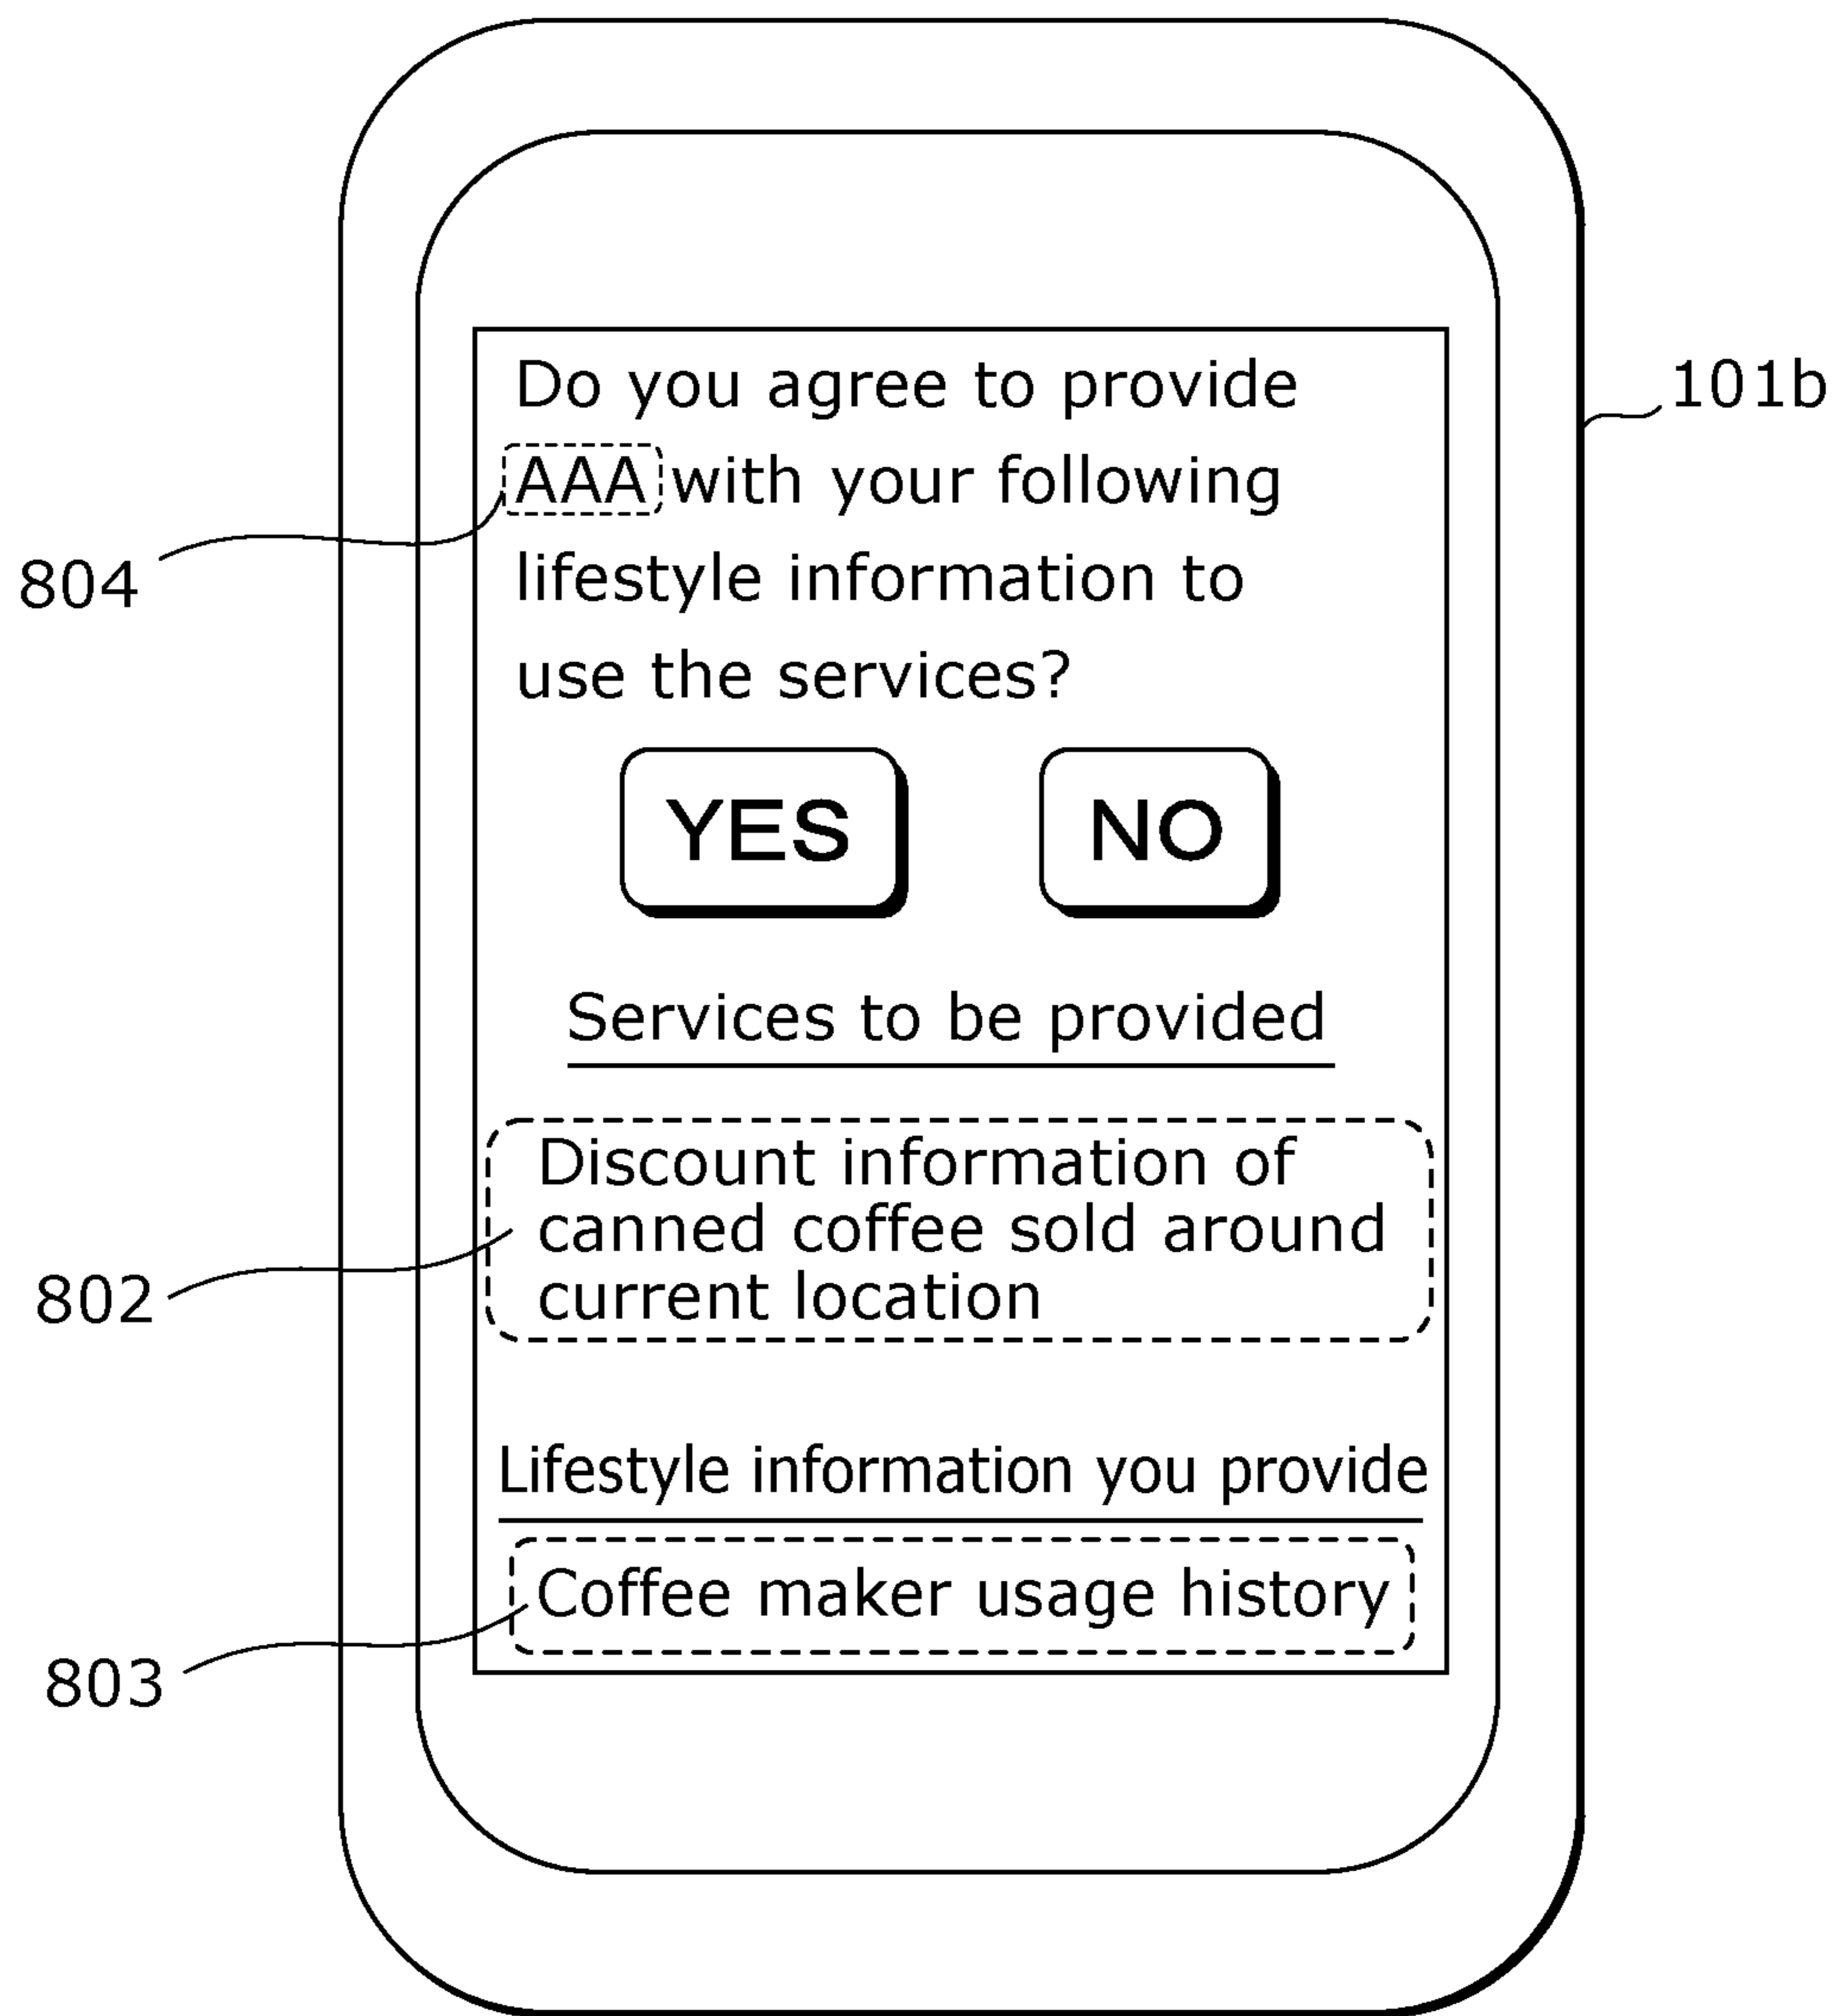 Do you agree to provide
101b
AAA with your following
804
lifestyle information to
use the services?
YES NO
Services to be provided
Discount information of
canned coffee sold around
current location
802
Lifestyle information you provide
Coffee maker usage history
803